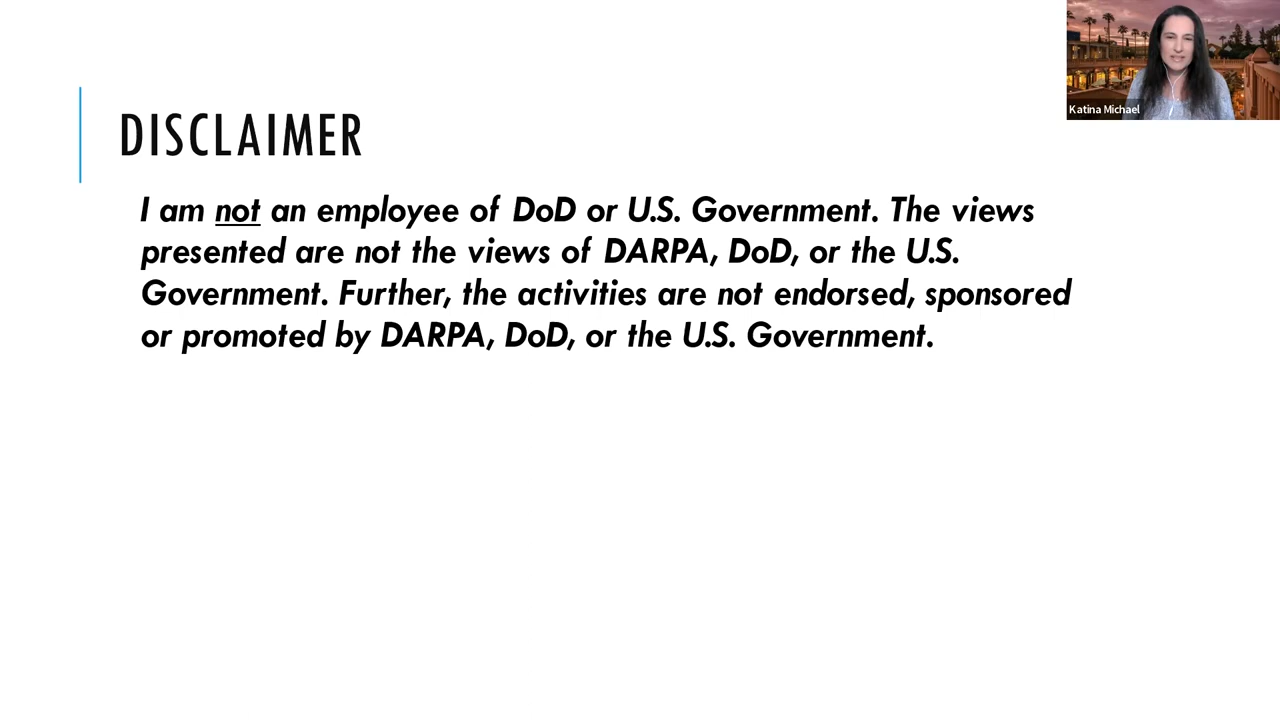 Katina Michael
DISCLAIMER
I am not an employee of DoD or U.S. Government. The views
presented are not the views of DARPA, DoD, or the U.S.
Government. Further, the activities are not endorsed, sponsored
or promoted by DARPA, DoD, or the U.S. Government.